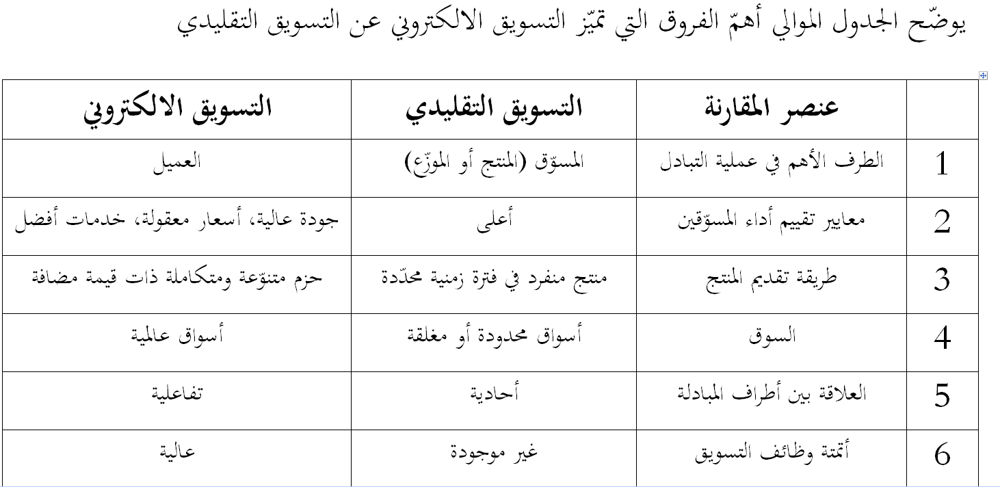 يوضّح الجدول الموالي أهمّ الفروق التي تميّز التسويق الالكتروني عن التسويق التقليدي
عنصر المقارنة التسويق التقليدي التسويق الالكتروني
1 الطرف الأهم في عملية التبادل المسوّق (المنتج أو الموزّع) العميل
2 معايير تقييم أداء المسوّقين أعلى جودة عالية، أسعار معقولة، خدمات أفضل
3 طريقة تقديم المنتج منتج منفرد في فترة زمنية محدّدة حزم متنوّعة ومتكاملة ذات قيمة مضافة
4 السوق أسواق محدودة أو مغلقة أسواق عالمية
5 العلاقة بين أطراف المبادلة أحادية تفاعلية
6 أتمتة وظائف التسويق غير موجودة عالية